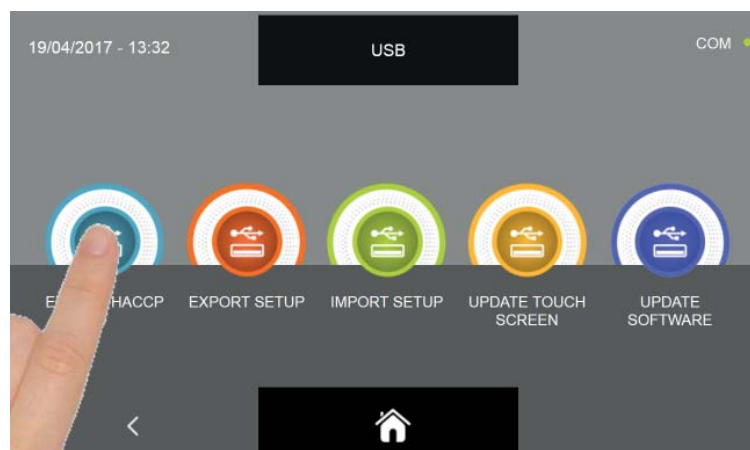 19/04/2017 - 13:32
USB
COM
HACCP
EXPORT SETUP
IMPORT SETUP
UPDATE TOUCH
SCREEN
UPDATE
SOFTWARE